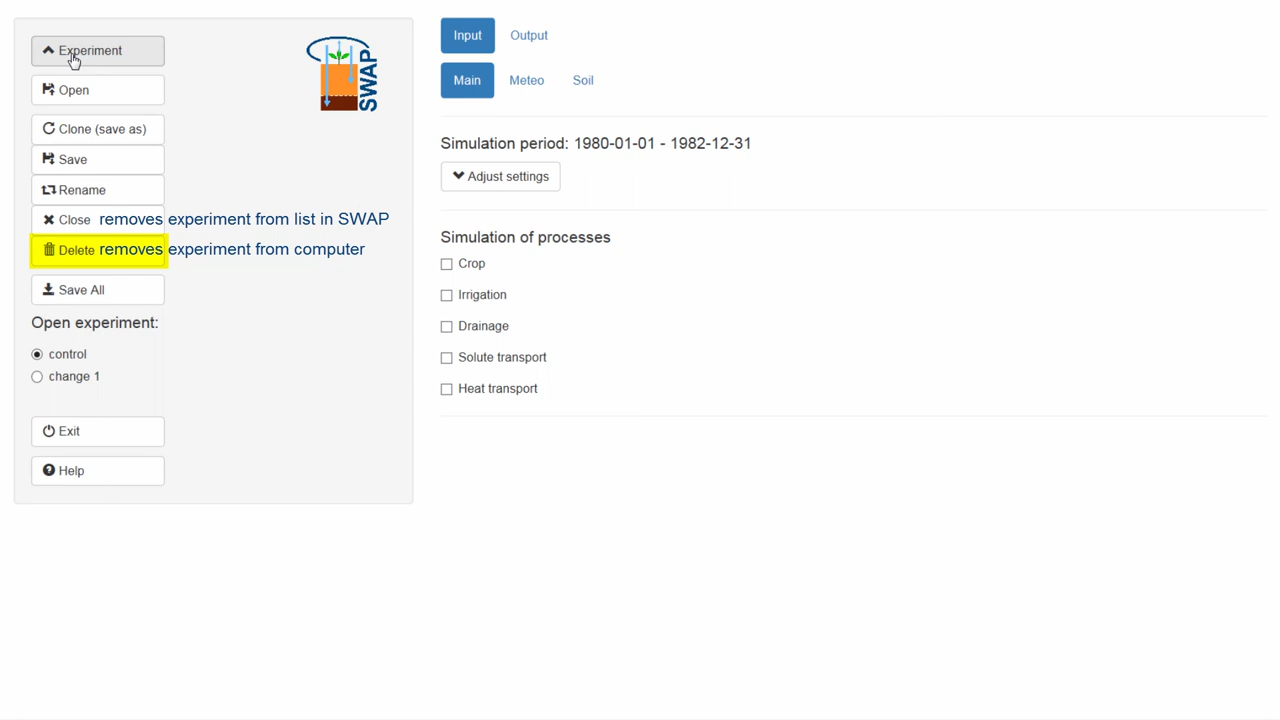 Experiment
SWAP
Open
Clone (save as)
Save
Rename
Close removes experiment from list in SWAP
Delete removes experiment from computer
Save All
Open experiment:
control
change 1
Exit
Help
Input Output
Main Meteo Soil
Simulation period: 1980-01-01 - 1982-12-31
Adjust settings
Simulation of processes
Crop
Irrigation
Drainage
Solute transport
Heat transport